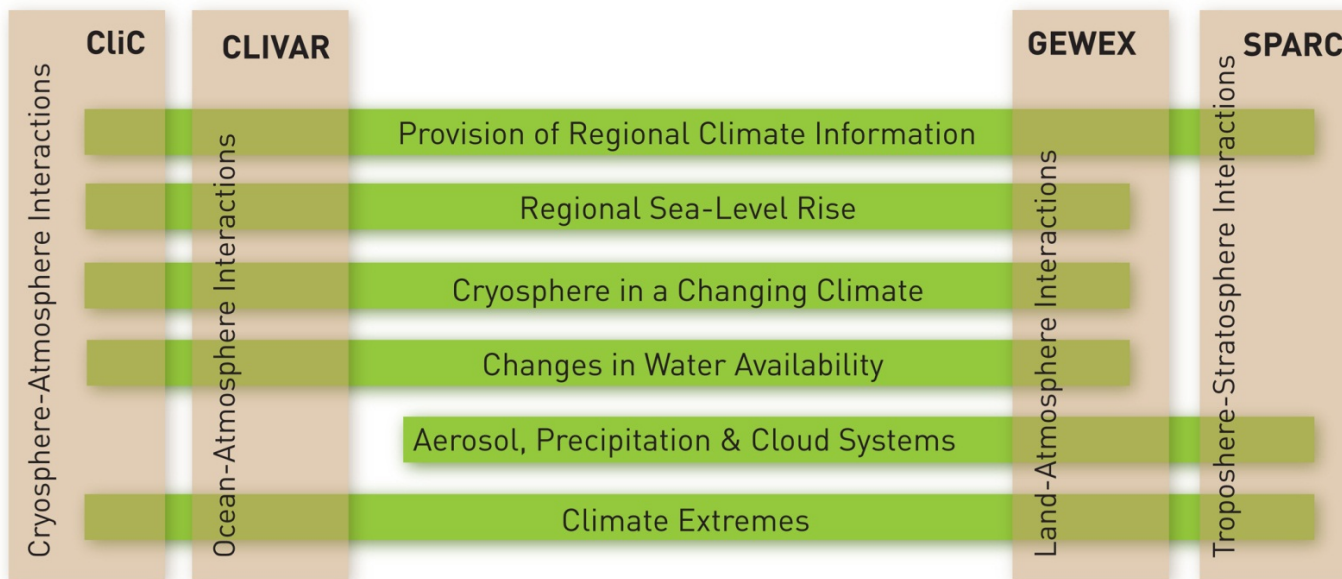 CliC
CLIVAR
GEWEX
SPARC
Cryosphere-Atmosphere Interactions
Ocean-Atmosphere Interactions
Land-Atmosphere Interactions
Troposhere-Stratosphere Interactions
Provision of Regional Climate Information
Regional Sea-Level Rise
Cryosphere in a Changing Climate
Changes in Water Availability
Aerosol, Precipitation & Cloud Systems
Climate Extremes